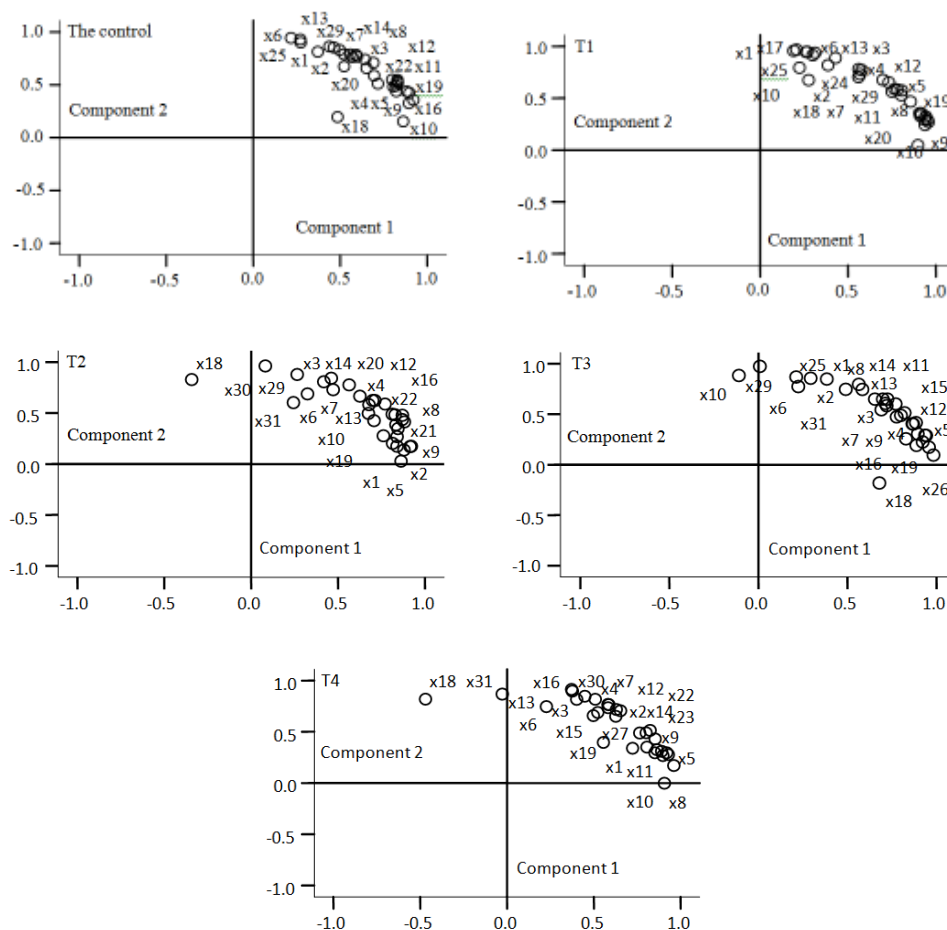 The control
Component 2
Component 1
1.0
0.5
0.0
-0.5
-1.0
x13
x6 x29 x7 x14 x8
x12
x25 x1 x3
x2 x22 x11
x20 x19
x4 x5 x9 x16
x18 x10
-1.0 0.0 0.5 1.0
T1
Component 2
Component 1
1.0
0.5
0.0
-0.5
-1.0
x1 x17 x6 x13 x3
x25 x4 x12
x10 x24 x5
x2 x29 x8 x19
x18 x7 x11
x20
x16 x9
-1.0 -0.5 0.0 0.5 1.0
T2
Component 2
Component 1
1.0
0.5
0.0
-0.5
-1.0
x18 x3 x14 x20 x12
x30 x29 x4 x16
x31 x6 x7 x13 x22 x8
x10 x21
x19 x9
x1 x5 x2
-1.0 -0.5 0.0 0.5 1.0
T3
Component 2
Component 1
1.0
0.5
0.0
-0.5
-1.0
x25 x1 x8 x14 x11
x10 x29 x2 x13 x15
x6 x31 x3 x12
x7 x9 x4 x5
x16 x19
x18 x26
-1.0 -0.5 0.0 0.5 1.0
T4
Component 2
Component 1
1.0
0.5
0.0
-0.5
-1.0
x18 x31 x16 x30 x4 x7 x12 x22
x13 x3 x2 x14 x23
x6 x15 x27 x9
x19 x1 x11 x5
x10 x8
-1.0 -0.5 0.0 0.5 1.0